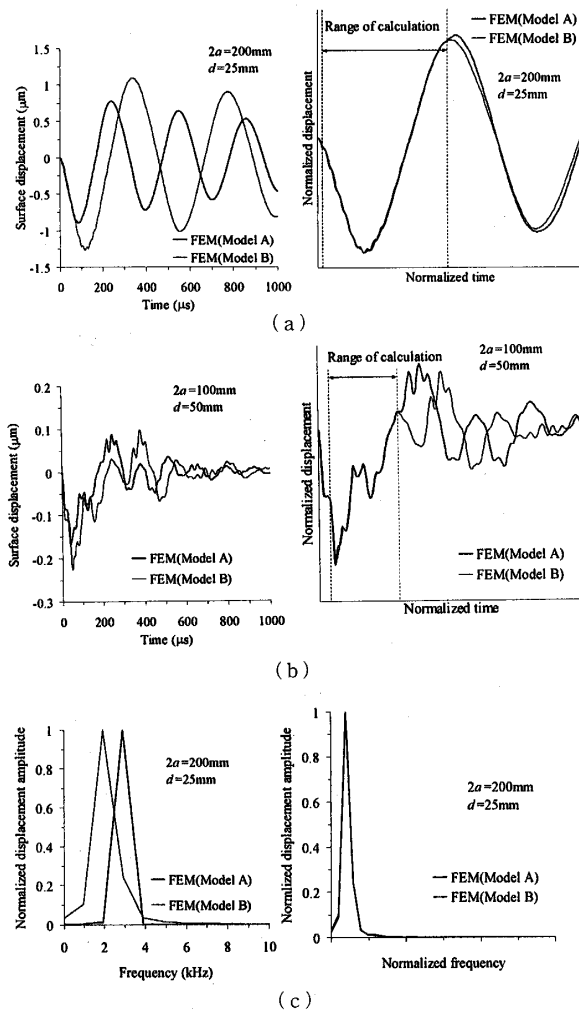 2a=200mm
d=25mm
Surface displacement (μm)
1.5
1
0.5
0
-0.5
-1
-1.5
FEM(Model A)
FEM(Model B)
0 200 400 600 800 1000
Time (μs)
Range of calculation
FEM(Model A)
FEM(Model B)
2a=200mm
d=25mm
Normalized displacement
Normalized time
(a)
2a=100mm
d=50mm
Surface displacement (μm)
0.2
0.1
0
-0.1
-0.2
-0.3
FEM(Model A)
FEM(Model B)
0 200 400 600 800 1000
Time (μs)
Range of calculation
2a=100mm
d=50mm
Normalized displacement
FEM(Model A)
FEM(Model B)
Normalized time
(b)
Normalized displacement amplitude
1
0.8
0.6
0.4
0.2
0
2a=200mm
d=25mm
FEM(Model A)
FEM(Model B)
0 2 4 6 8 10
Frequency (kHz)
Normalized displacement amplitude
1
0.8
0.6
0.4
0.2
0
2a=200mm
d=25mm
FEM(Model A)
FEM(Model B)
Normalized frequency
(c)